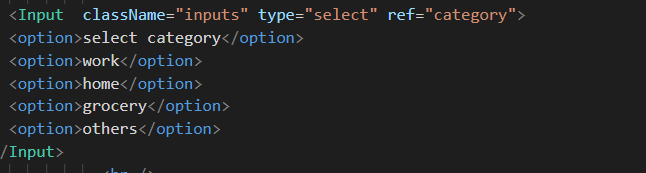 <Input  className="inputs" type="select" ref="category">
<option>select category</option>
<option>work</option>
<option>home</option>
<option>grocery</option>
<option>others</option>
/Input>